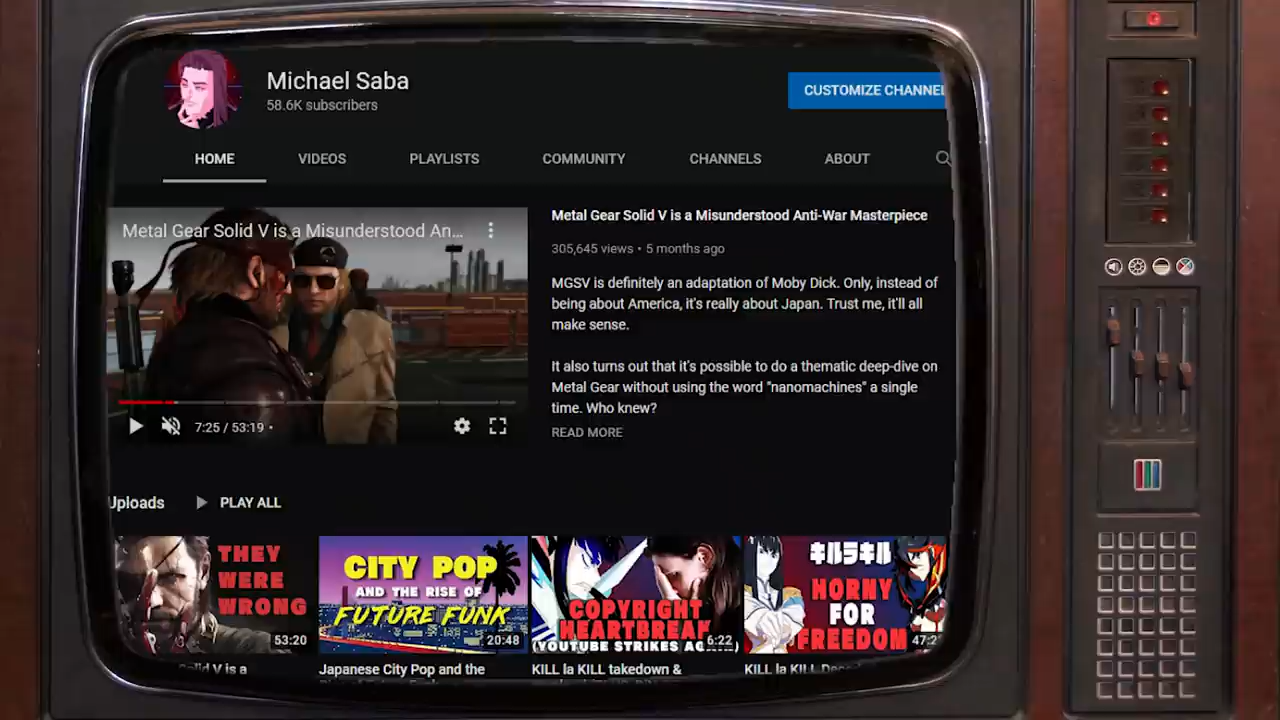 Michael Saba
58.6K subscribers
CUSTOMIZE CHANNEL
HOME VIDEOS PLAYLISTS COMMUNITY CHANNELS ABOUT
Metal Gear Solid V is a Misunderstood An...
7:25 / 53:19 •
Metal Gear Solid V is a Misunderstood Anti-War Masterpiece
305,645 views • 5 months ago
MGSV is definitely an adaptation of Moby Dick. Only, instead of
being about America, it's really about Japan. Trust me, it'll all
make sense.
It also turns out that it's possible to do a thematic deep-dive on
Metal Gear without using the word "nanomachines" a single
time. Who knew?
READ MORE
Uploads PLAY ALL
THEY
WERE
WRONG
53:20
CITY POP
AND THE RISE OF
FUTURE FUNK
20:48
COPYRIGHT
HEARTBREAK
(YOUTUBE STRIKES
6:22
キルラキル
HORNY
FOR
FREEDOM
47:2
Solid V is a
Japanese City Pop and the
KILL la KILL takedown &
KILL la KILL